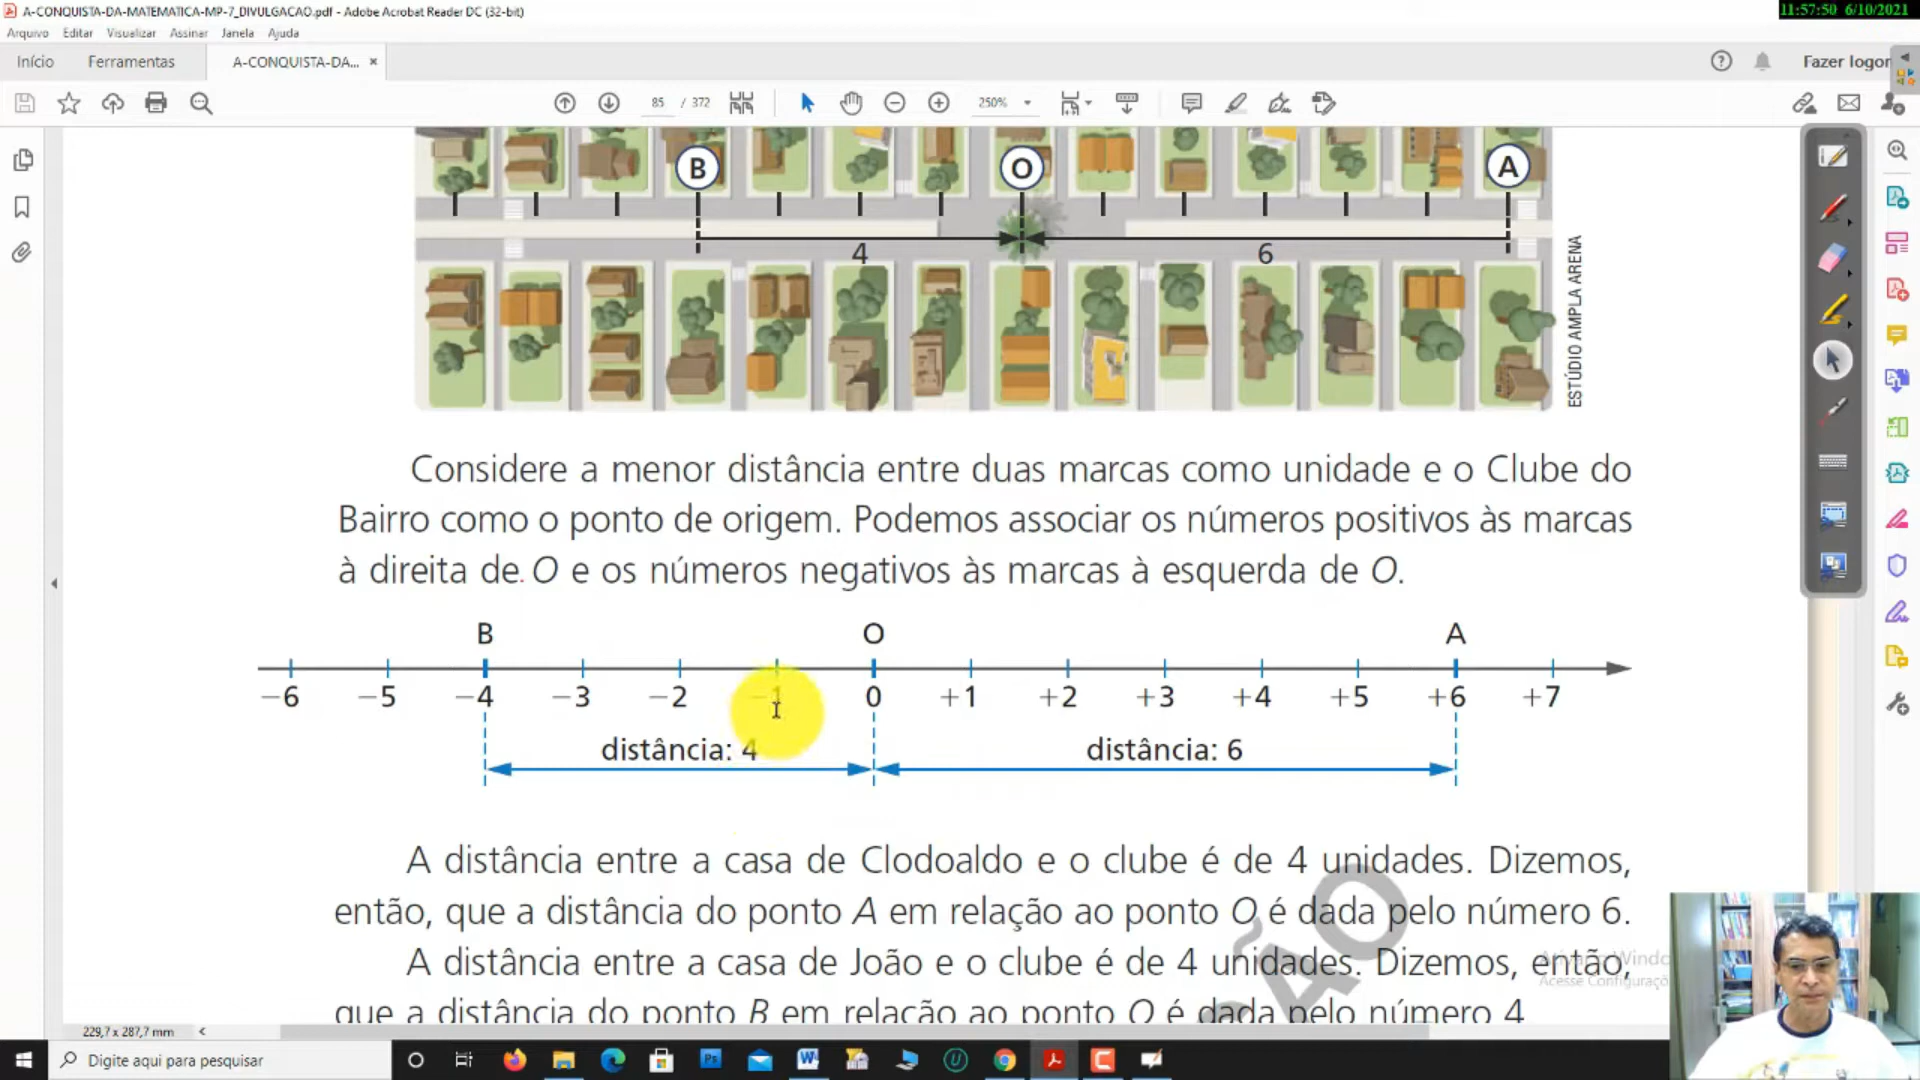 A-CONQUISTA-DA-MATEMATICA-MP-7_DIVULGACAO.pdf - Adobe Acrobat Reader DC (32-bit)
11:57:50 6/10/2021
Arquivo Editar Visualizar Assinar Janela Ajuda
Início Ferramentas A-CONQUISTA-DA... × Fazer logon
85 / 372 250%
B O A
4 6
ESTÚDIO AMPLA ARENA
Considere a menor distância entre duas marcas como unidade e o Clube do
Bairro como o ponto de origem. Podemos associar os números positivos às marcas
à direita de O e os números negativos às marcas à esquerda de O.
B O A
−6 −5 −4 −3 −2 −1 0 +1 +2 +3 +4 +5 +6 +7
distância: 4 distância: 6
A distância entre a casa de Clodoaldo e o clube é de 4 unidades. Dizemos,
então, que a distância do ponto A em relação ao ponto O é dada pelo número 6.
A distância entre a casa de João e o clube é de 4 unidades. Dizemos, então,
que a distância do ponto B em relação ao ponto O é dada pelo número 4
229,7 x 287,7 mm
Digite aqui para pesquisar